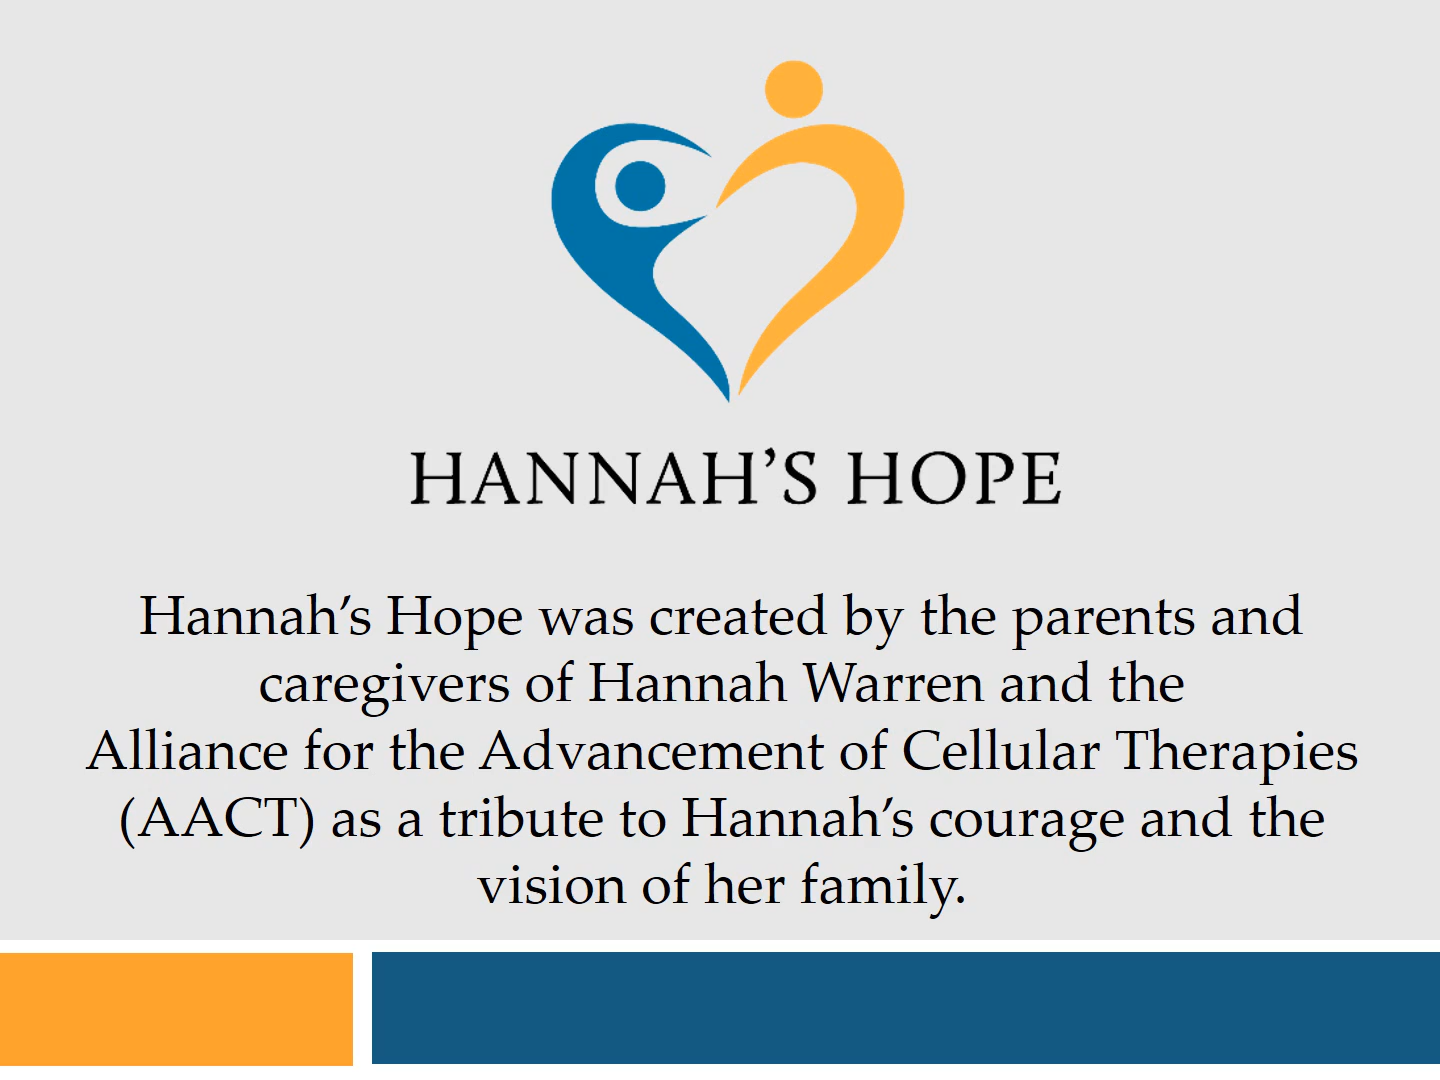 HANNAH’S HOPE
Hannah’s Hope was created by the parents and
caregivers of Hannah Warren and the
Alliance for the Advancement of Cellular Therapies
(AACT) as a tribute to Hannah’s courage and the
vision of her family.